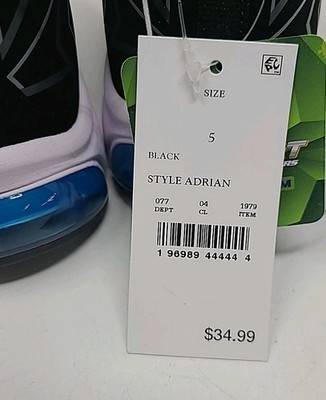 SIZE
5
BLACK
STYLE ADRIAN
077 04 1979
DEPT CL ITEM
1 96989 44444 4
$34.99